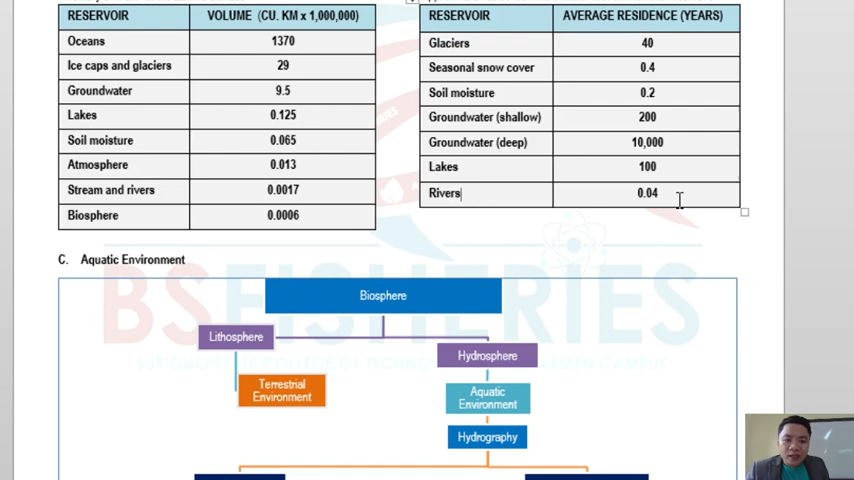 RESERVOIR VOLUME (CU. KM x 1,000,000)
Oceans 1370
Ice caps and glaciers 29
Groundwater 9.5
Lakes 0.125
Soil moisture 0.065
Atmosphere 0.013
Stream and rivers 0.0017
Biosphere 0.0006
RESERVOIR AVERAGE RESIDENCE (YEARS)
Glaciers 40
Seasonal snow cover 0.4
Soil moisture 0.2
Groundwater (shallow) 200
Groundwater (deep) 10,000
Lakes 100
Rivers 0.04
C. Aquatic Environment
BSFISHERIES
Biosphere
Lithosphere
Hydrosphere
Terrestrial
Environment
Aquatic
Environment
Hydrography